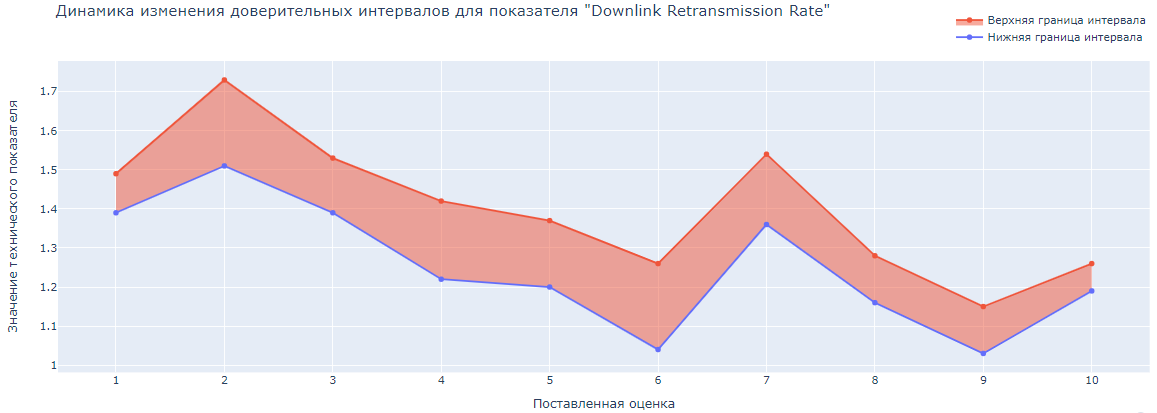 Динамика изменения доверительных интервалов для показателя "Downlink Retransmission Rate"
Верхняя граница интервала
Нижняя граница интервала
Значение технического показателя
1.7
1.6
1.5
1.4
1.3
1.2
1.1
1
1 2 3 4 5 6 7 8 9 10
Поставленная оценка